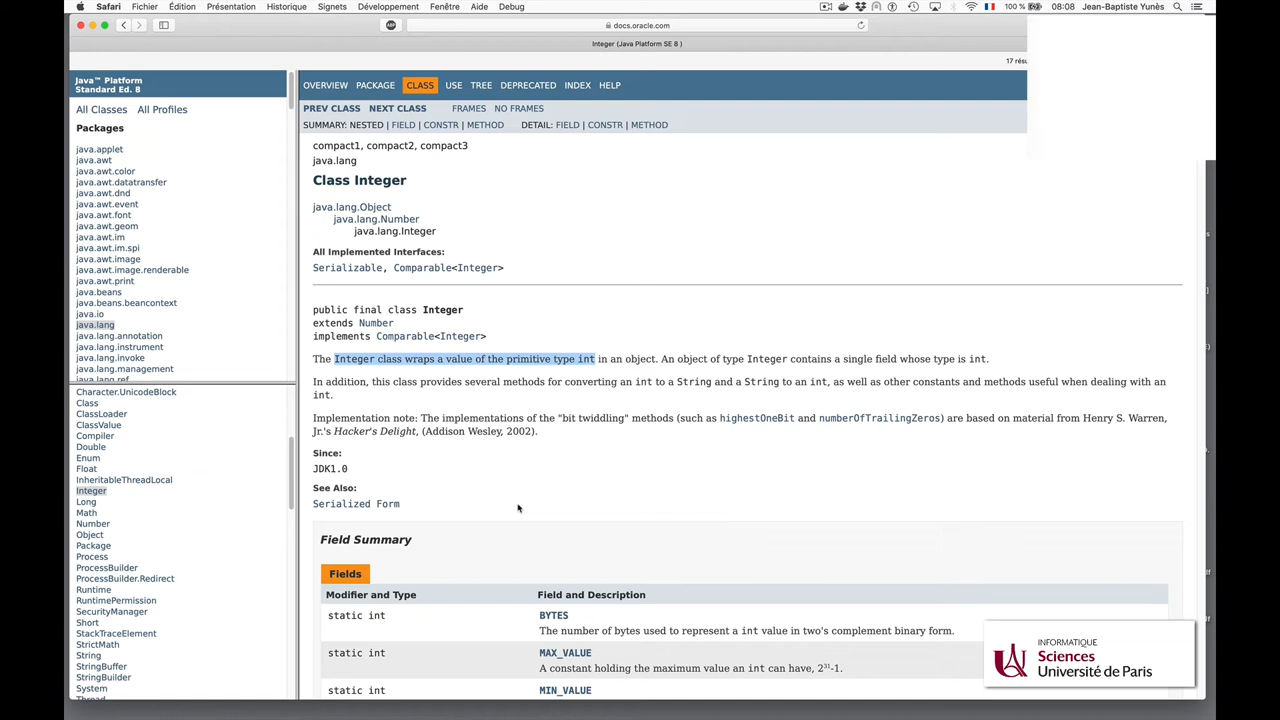 Safari Fichier Édition Présentation Historique Signets Développement Fenêtre Aide Debug 100 % 08:08 Jean-Baptiste Yunès
ABP docs.oracle.com
Integer (Java Platform SE 8 )
17 résu
Java™ Platform
Standard Ed. 8
All Classes All Profiles
Packages
java.applet
java.awt
java.awt.color
java.awt.datatransfer
java.awt.dnd
java.awt.event
java.awt.font
java.awt.geom
java.awt.im
java.awt.im.spi
java.awt.image
java.awt.image.renderable
java.awt.print
java.beans
java.beans.beancontext
java.io
java.lang
java.lang.annotation
java.lang.instrument
java.lang.invoke
java.lang.management
java.lang.ref
Character.UnicodeBlock
Class
ClassLoader
ClassValue
Compiler
Double
Enum
Float
InheritableThreadLocal
Integer
Long
Math
Number
Object
Package
Process
ProcessBuilder
ProcessBuilder.Redirect
Runtime
RuntimePermission
SecurityManager
Short
StackTraceElement
StrictMath
String
StringBuffer
StringBuilder
System
Thread
OVERVIEW PACKAGE CLASS USE TREE DEPRECATED INDEX HELP
PREV CLASS NEXT CLASS FRAMES NO FRAMES
SUMMARY: NESTED | FIELD | CONSTR | METHOD DETAIL: FIELD | CONSTR | METHOD
compact1, compact2, compact3
java.lang
Class Integer
java.lang.Object
java.lang.Number
java.lang.Integer
All Implemented Interfaces:
Serializable, Comparable<Integer>
public final class Integer
extends Number
implements Comparable<Integer>
The Integer class wraps a value of the primitive type int in an object. An object of type Integer contains a single field whose type is int.
In addition, this class provides several methods for converting an int to a String and a String to an int, as well as other constants and methods useful when dealing with an
int.
Implementation note: The implementations of the "bit twiddling" methods (such as highestOneBit and numberOfTrailingZeros) are based on material from Henry S. Warren,
Jr.'s Hacker's Delight, (Addison Wesley, 2002).
Since:
JDK1.0
See Also:
Serialized Form
Field Summary
Fields
Modifier and Type Field and Description
static int BYTES
The number of bytes used to represent a int value in two's complement binary form.
static int MAX_VALUE
A constant holding the maximum value an int can have, 2³¹-1.
static int MIN_VALUE
INFORMATIQUE
Sciences
Université de Paris